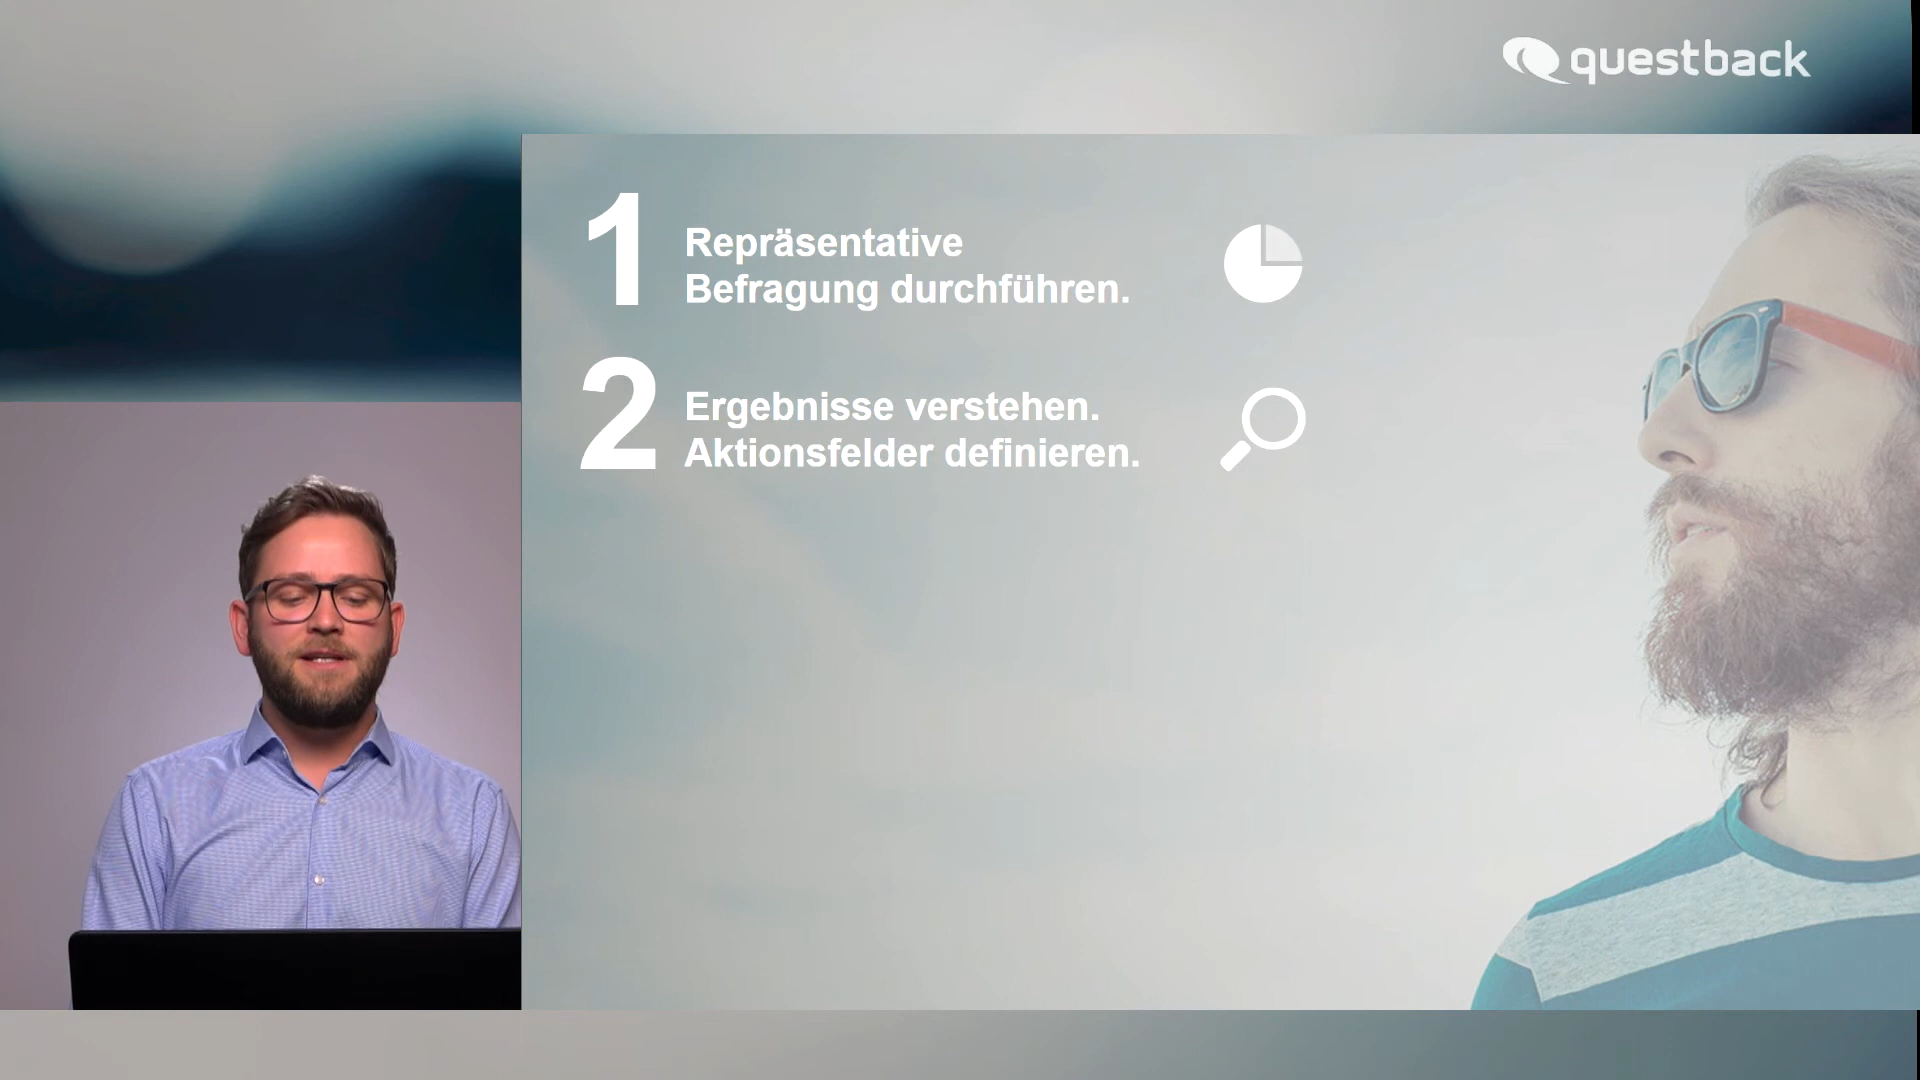 questback
1
Repräsentative
Befragung durchführen.
2
Ergebnisse verstehen.
Aktionsfelder definieren.